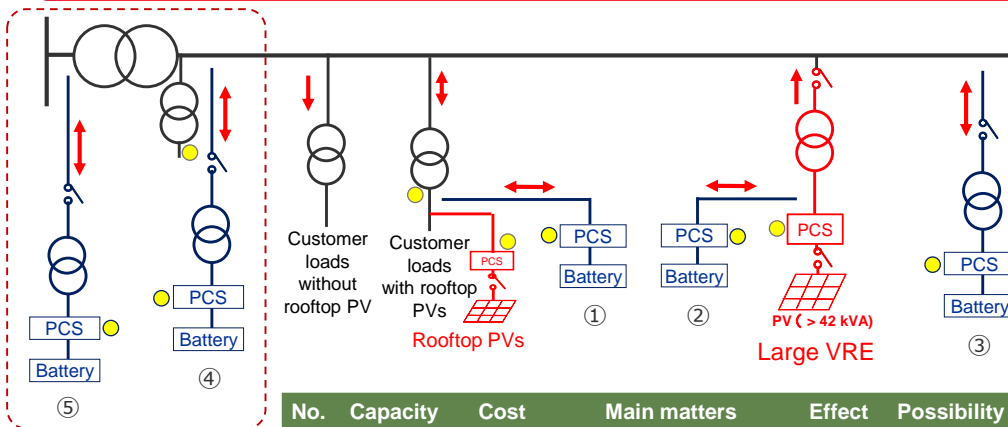 Customer
loads
without
rooftop PV
Customer
loads
with rooftop
PVs
PCS
Rooftop PVs
PCS
Battery
①
PCS
Battery
②
PCS
PV ( > 42 kVA)
Large VRE
PCS
Battery
③
PCS
Battery
④
PCS
Battery
⑤
No. Capacity Cost Main matters Effect Possibility